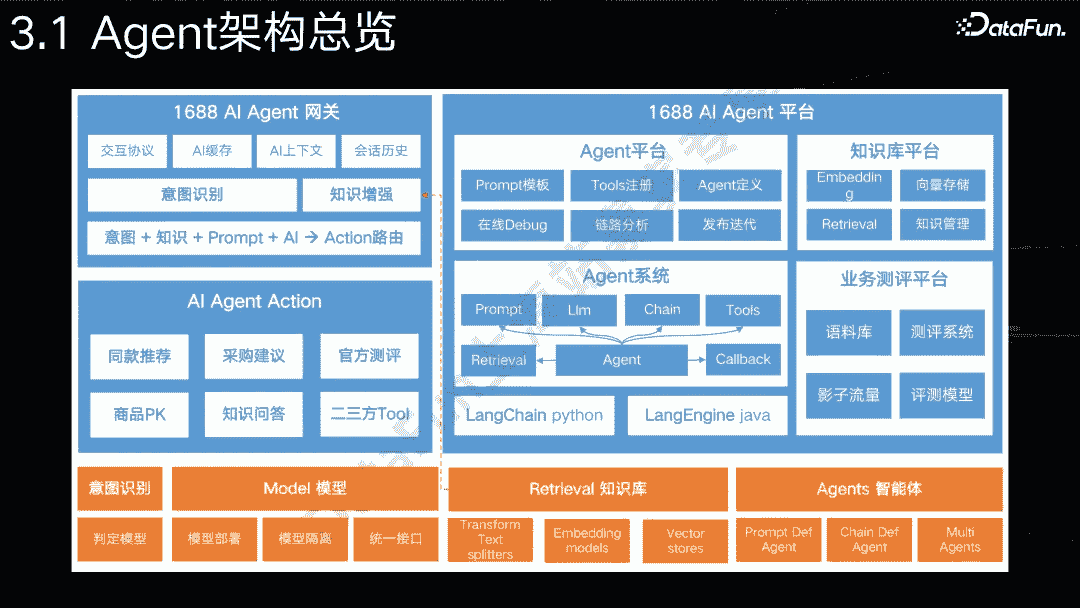 3.1 Agent架构总览
DataFun.
1688 AI Agent 网关
交互协议
AI缓存
AI上下文
会话历史
意图识别
知识增强
意图 + 知识 + Prompt + AI → Action路由
AI Agent Action
同款推荐
采购建议
官方测评
商品PK
知识问答
二三方Tool
1688 AI Agent 平台
Agent平台
Prompt模板
Tools注册
Agent定义
在线Debug
链路分析
发布迭代
知识库平台
Embeddin
g
向量存储
Retrieval
知识管理
Agent系统
Prompt
Llm
Chain
Tools
Retrieval
Agent
Callback
LangChain python
LangEngine java
业务测评平台
语料库
测评系统
影子流量
评测模型
意图识别
Model 模型
Retrieval 知识库
Agents 智能体
判定模型
模型部署
模型隔离
统一接口
Transform
Text
splitters
Embedding
models
Vector
stores
Prompt Def
Agent
Chain Def
Agent
Multi
Agents